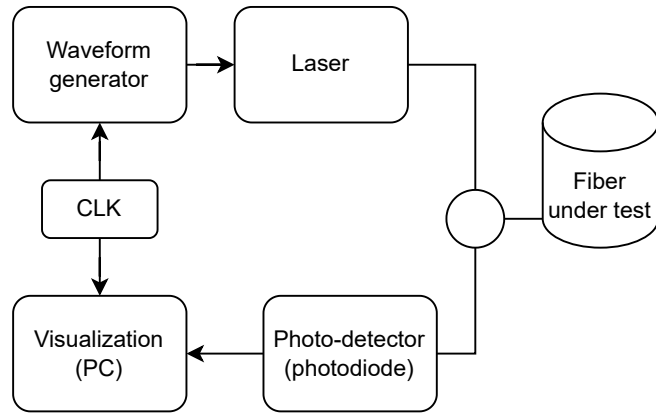 Waveform
generator
Laser
CLK
Fiber
under test
Visualization
(PC)
Photo-detector
(photodiode)